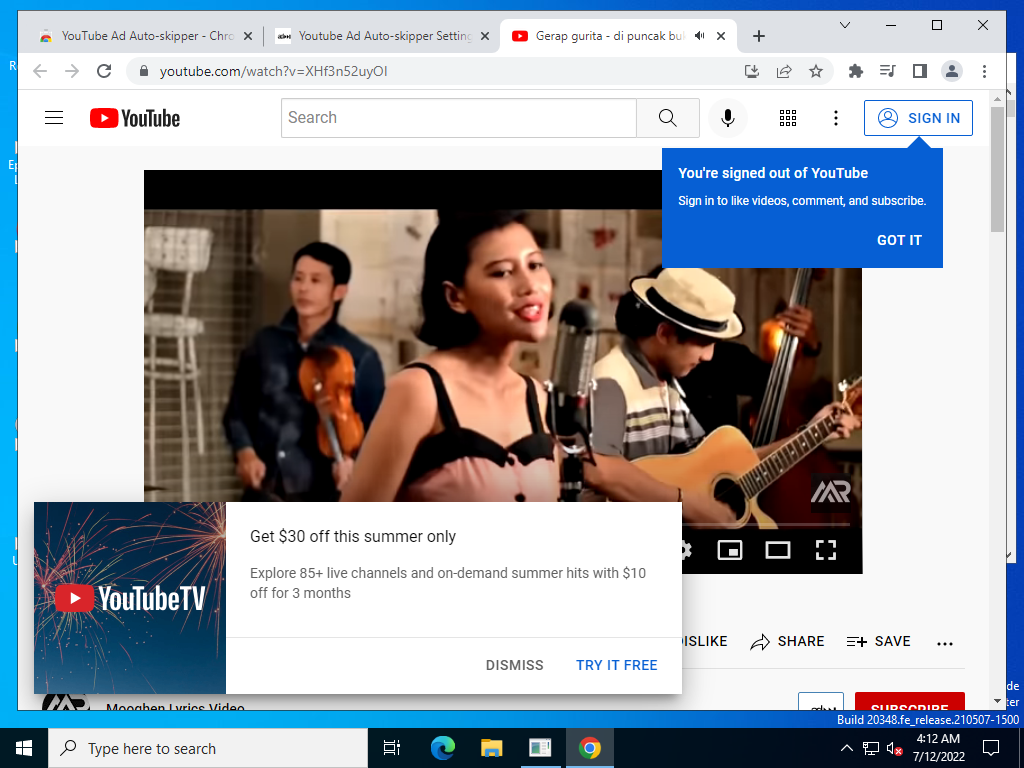 YouTube Ad Auto-skipper - Chro
Youtube Ad Auto-skipper Setting
Gerap gurita - di puncak buk
youtube.com/watch?v=XHf3n52uyOI
YouTube
Search
SIGN IN
You're signed out of YouTube
Sign in to like videos, comment, and subscribe.
GOT IT
MR
YouTubeTV
Get $30 off this summer only
Explore 85+ live channels and on-demand summer hits with $10
off for 3 months
DISMISS
TRY IT FREE
DISLIKE
SHARE
SAVE
Mooghen Lyrics Video
SUBSCRIBE
Build 20348.fe_release.210507-1500
Type here to search
4:12 AM
7/12/2022